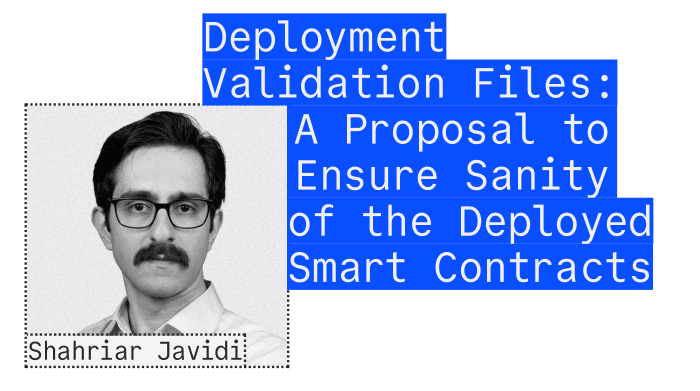 Deployment
Validation Files:
A Proposal to
Ensure Sanity
of the Deployed
Smart Contracts
Shahriar Javidi